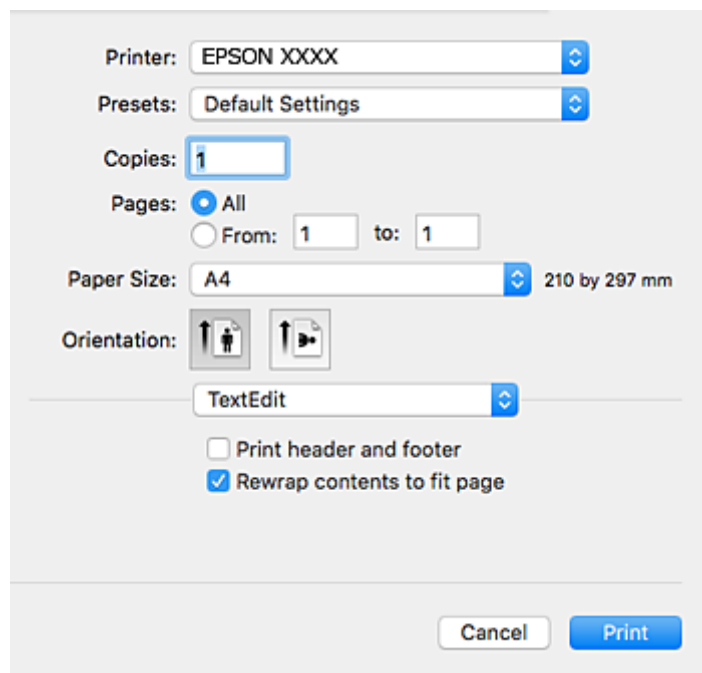 Printer: EPSON XXXX
Presets: Default Settings
Copies: 1
Pages: All
From: 1 to: 1
Paper Size: A4 210 by 297 mm
Orientation:
TextEdit
Print header and footer
Rewrap contents to fit page
Cancel Print